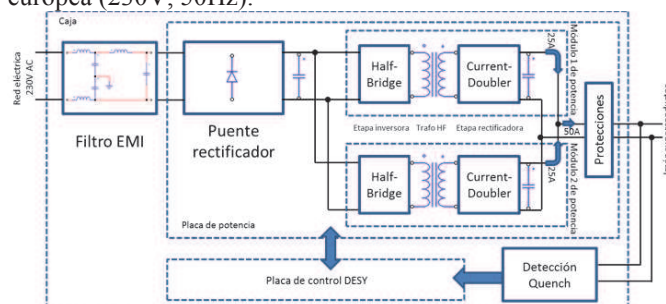 europea (230V, 50Hz).
Caja
Red eléctrica
230V AC
Filtro EMI
Puente
rectificador
Half-
Bridge
Current-
Doubler
25A
Módulo 1 de potencia
Etapa inversora
Trafo HF
Etapa rectificadora
50A
Protecciones
Half-
Bridge
Current-
Doubler
25A
Módulo 2 de potencia
Placa de potencia
Placa de control DESY
Detección
Quench